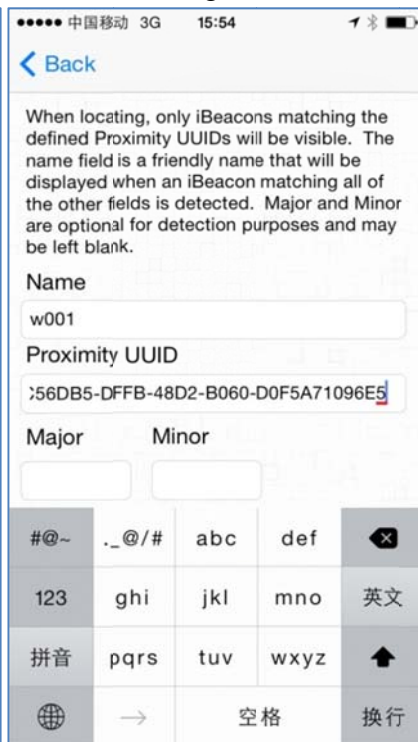 中国移动 3G 15:54
Back
When locating, only iBeacons matching the
defined Proximity UUIDs will be visible. The
name field is a friendly name that will be
displayed when an iBeacon matching all of
the other fields is detected. Major and Minor
are optional for detection purposes and may
be left blank.
Name
w001
Proximity UUID
56DB5-DFFB-48D2-B060-D0F5A71096E5
Major Minor
#@~ ._@/# abc def
123 ghi jkl mno 英文
拼音 pqrs tuv wxyz
→ 空格 换行